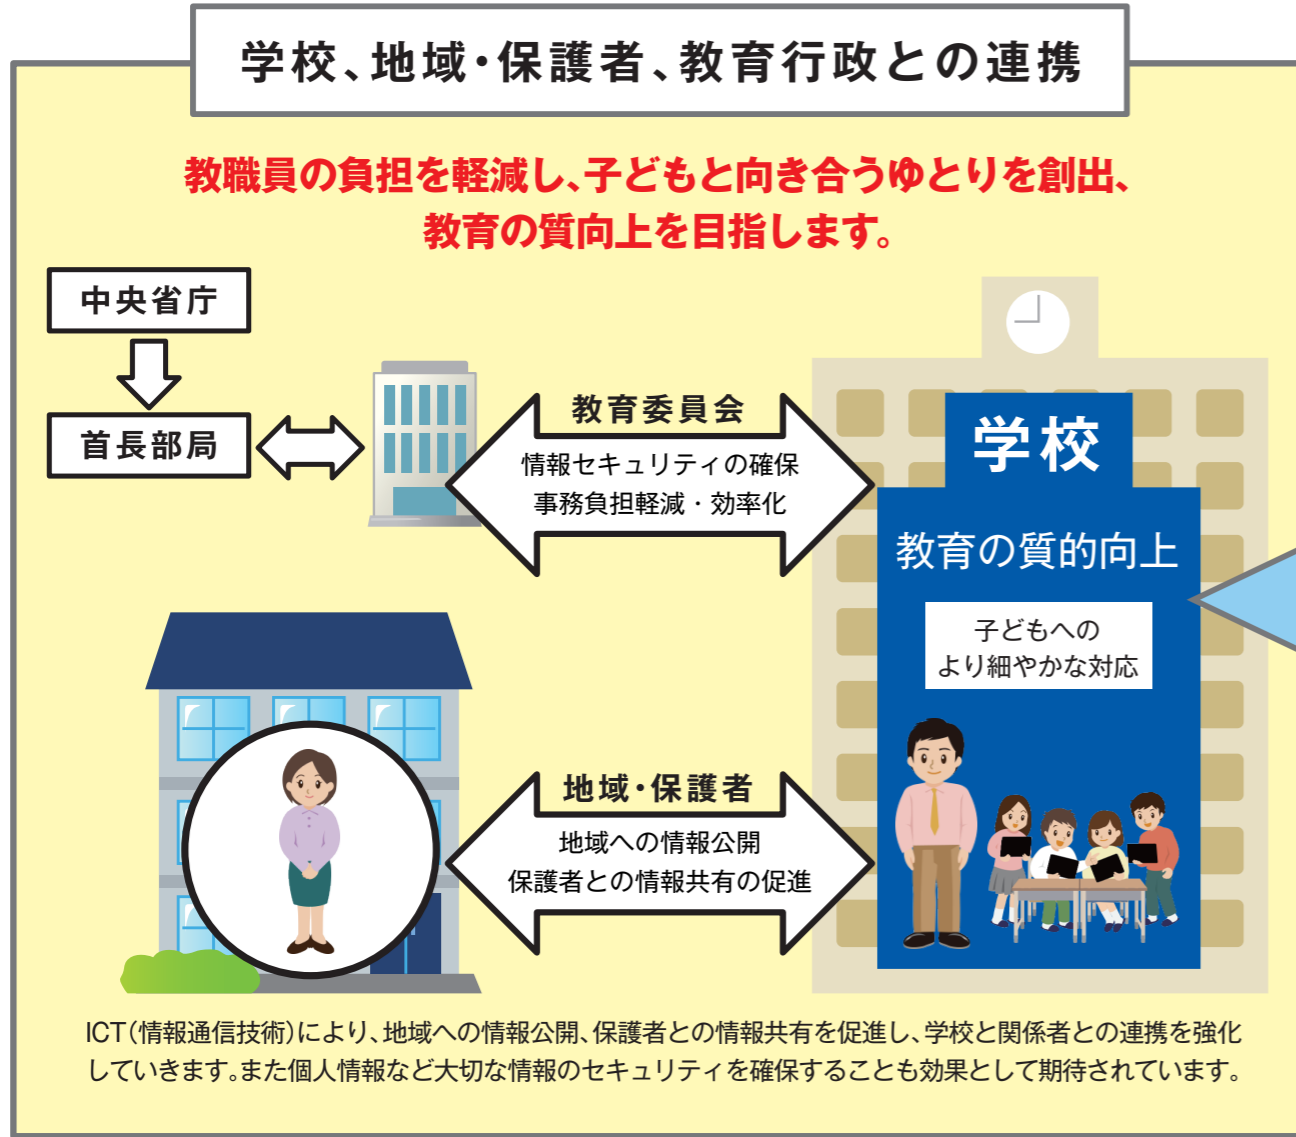 学校、地域・保護者、教育行政との連携
教職員の負担を軽減し、子どもと向き合うゆとりを創出、
教育の質向上を目指します。
中央省庁
首長部局
教育委員会
情報セキュリティの確保
事務負担軽減・効率化
学校
教育の質的向上
子どもへの
より細やかな対応
地域・保護者
地域への情報公開
保護者との情報共有の促進
ICT(情報通信技術)により、地域への情報公開、保護者との情報共有を促進し、学校と関係者との連携を強化
していきます。また個人情報など大切な情報のセキュリティを確保することも効果として期待されています。